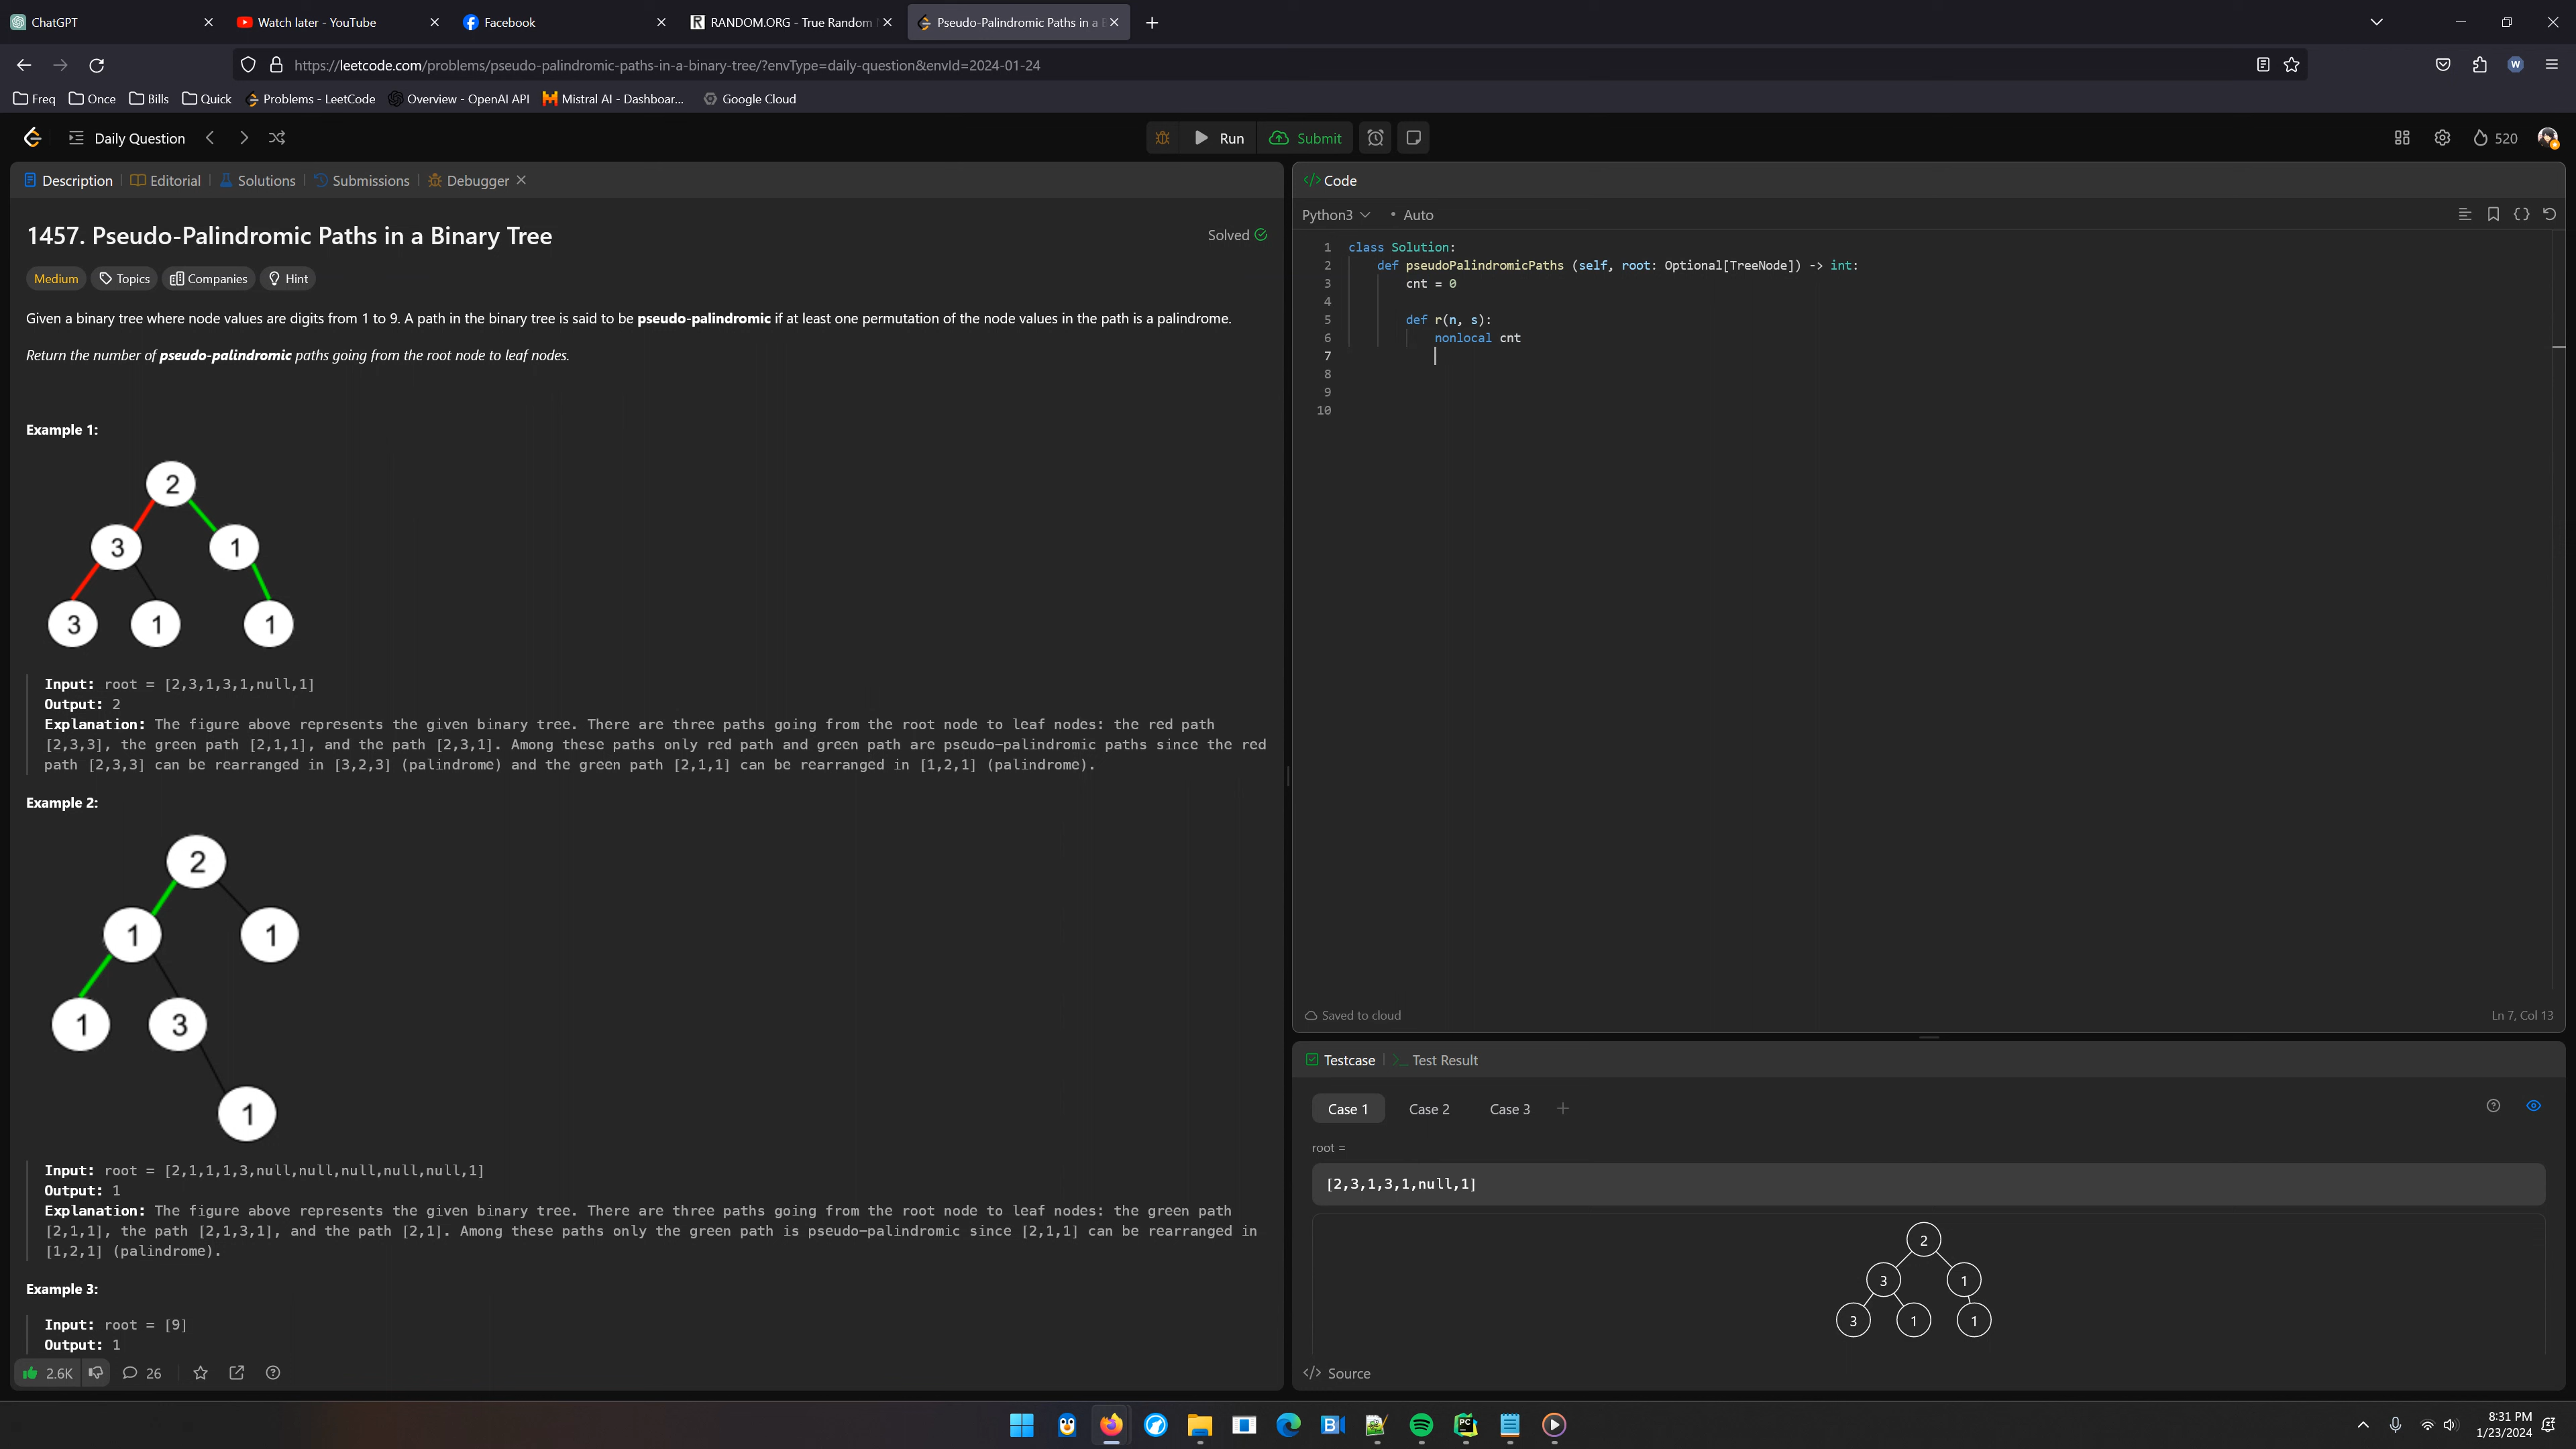 ChatGPT
Watch later - YouTube
Facebook
RANDOM.ORG - True Random
Pseudo-Palindromic Paths in a B
https://leetcode.com/problems/pseudo-palindromic-paths-in-a-binary-tree/?envType=daily-question&envId=2024-01-24
W
Freq
Once
Bills
Quick
Problems - LeetCode
Overview - OpenAI API
Mistral AI - Dashboar...
Google Cloud
Daily Question
Run
Submit
520
Description
Editorial
Solutions
Submissions
Debugger
1457. Pseudo-Palindromic Paths in a Binary Tree
Solved
Medium
Topics
Companies
Hint
Given a binary tree where node values are digits from 1 to 9. A path in the binary tree is said to be pseudo-palindromic if at least one permutation of the node values in the path is a palindrome.
Return the number of pseudo-palindromic paths going from the root node to leaf nodes.
Example 1:
2
3 1
3 1 1
Input: root = [2,3,1,3,1,null,1]
Output: 2
Explanation: The figure above represents the given binary tree. There are three paths going from the root node to leaf nodes: the red path
[2,3,3], the green path [2,1,1], and the path [2,3,1]. Among these paths only red path and green path are pseudo-palindromic paths since the red
path [2,3,3] can be rearranged in [3,2,3] (palindrome) and the green path [2,1,1] can be rearranged in [1,2,1] (palindrome).
Example 2:
2
1 1
1 3
1
Input: root = [2,1,1,1,3,null,null,null,null,null,1]
Output: 1
Explanation: The figure above represents the given binary tree. There are three paths going from the root node to leaf nodes: the green path
[2,1,1], the path [2,1,3,1], and the path [2,1]. Among these paths only the green path is pseudo-palindromic since [2,1,1] can be rearranged in
[1,2,1] (palindrome).
Example 3:
Input: root = [9]
Output: 1
2.6K
26
Code
Python3
• Auto
1 class Solution:
2 def pseudoPalindromicPaths (self, root: Optional[TreeNode]) -> int:
3 cnt = 0
4
5 def r(n, s):
6 nonlocal cnt
7
8
9
10
Saved to cloud
Ln 7, Col 13
Testcase
Test Result
Case 1
Case 2
Case 3
root =
[2,3,1,3,1,null,1]
2
3 1
3 1 1
Source
8:31 PM
1/23/2024